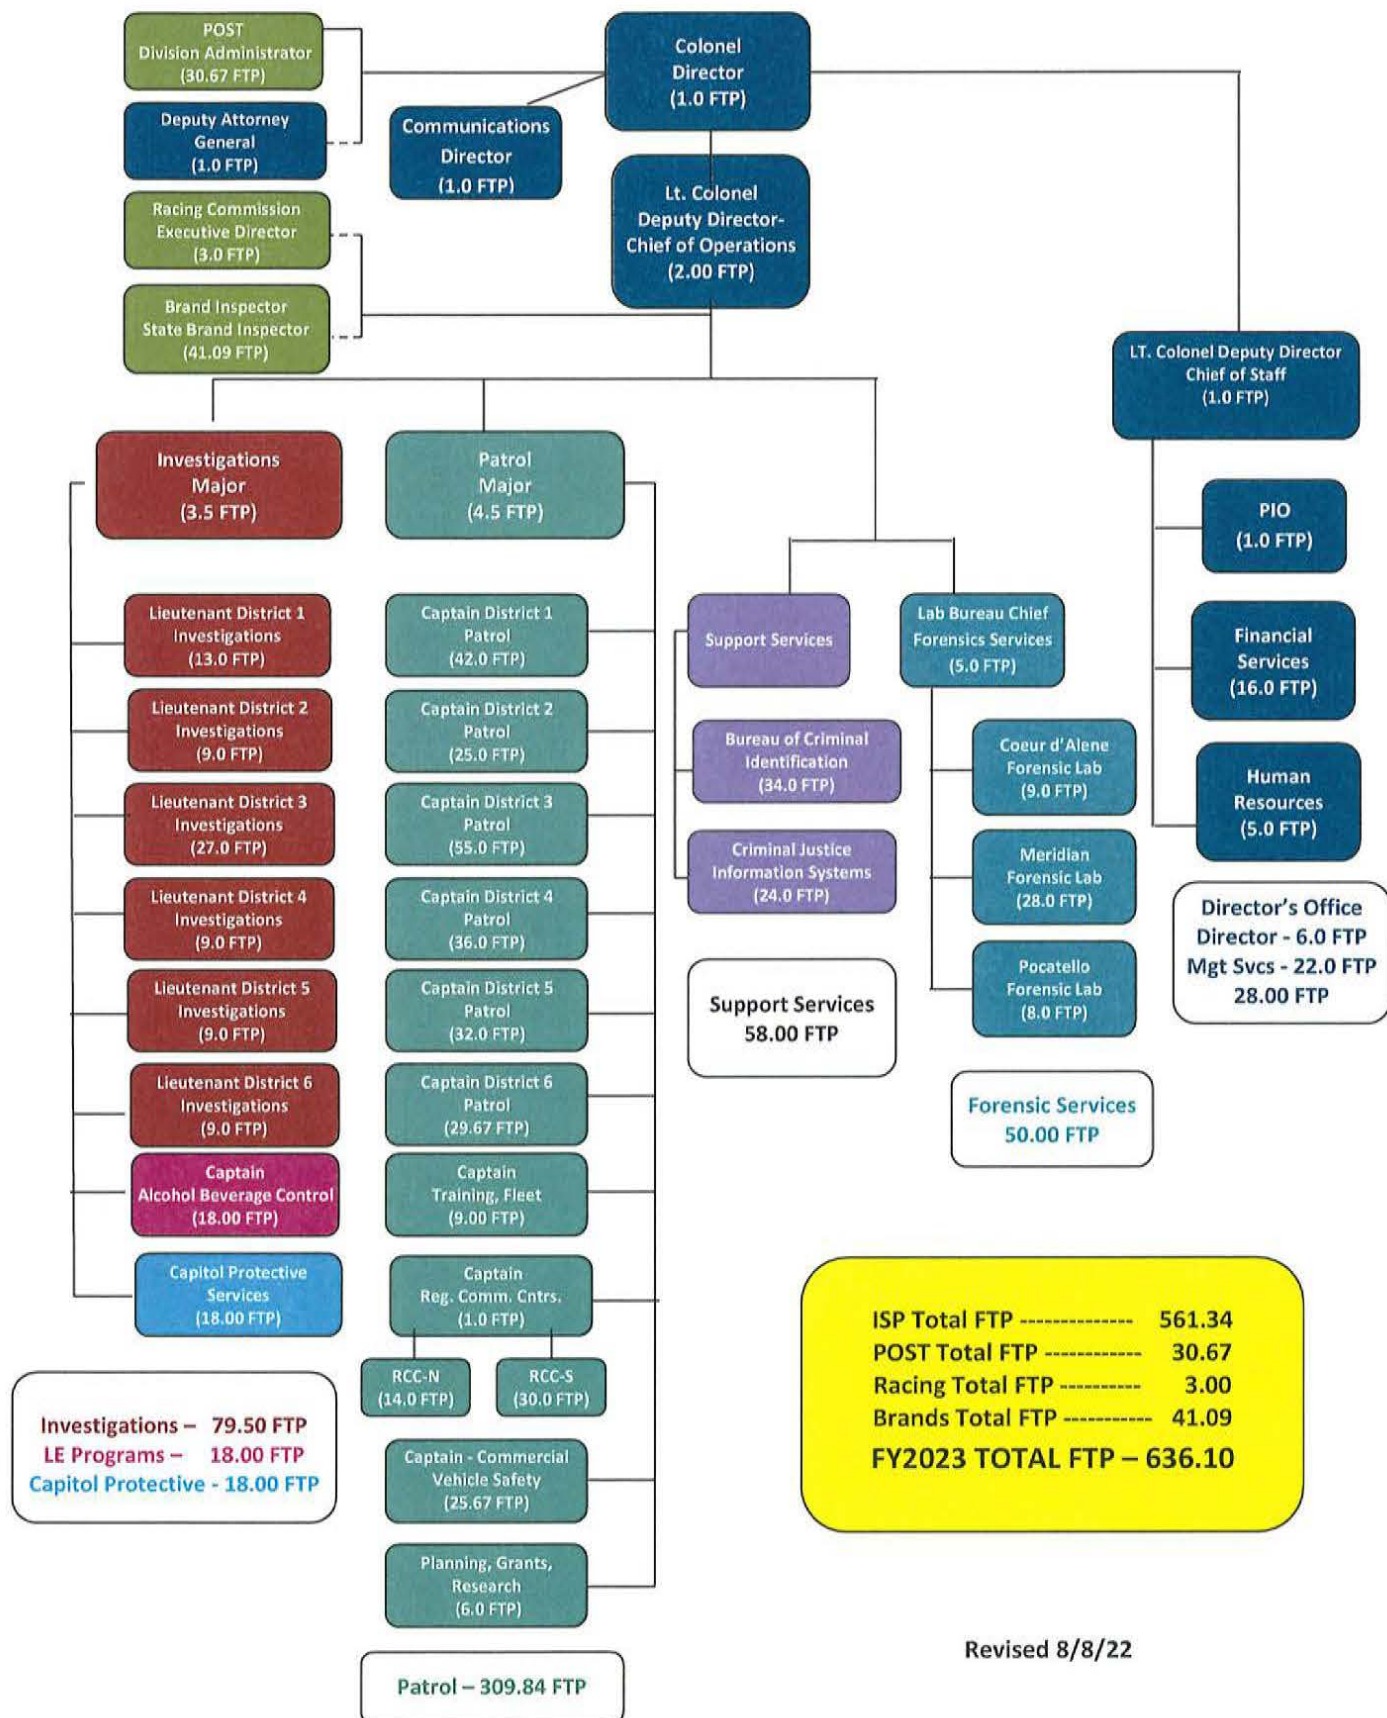 POST
Division Administrator
(30.67 FTP)
Deputy Attorney
General
(1.0 FTP)
Racing Commission
Executive Director
(3.0 FTP)
Brand Inspector
State Brand Inspector
(41.09 FTP)
Colonel
Director
(1.0 FTP)
Communications
Director
(1.0 FTP)
Lt. Colonel
Deputy Director-
Chief of Operations
(2.00 FTP)
LT. Colonel Deputy Director
Chief of Staff
(1.0 FTP)
PIO
(1.0 FTP)
Financial
Services
(16.0 FTP)
Human
Resources
(5.0 FTP)
Director's Office
Director - 6.0 FTP
Mgt Svcs - 22.0 FTP
28.00 FTP
Investigations
Major
(3.5 FTP)
Lieutenant District 1
Investigations
(13.0 FTP)
Lieutenant District 2
Investigations
(9.0 FTP)
Lieutenant District 3
Investigations
(27.0 FTP)
Lieutenant District 4
Investigations
(9.0 FTP)
Lieutenant District 5
Investigations
(9.0 FTP)
Lieutenant District 6
Investigations
(9.0 FTP)
Captain
Alcohol Beverage Control
(18.00 FTP)
Capitol Protective
Services
(18.00 FTP)
Investigations – 79.50 FTP
LE Programs – 18.00 FTP
Capitol Protective - 18.00 FTP
Patrol
Major
(4.5 FTP)
Captain District 1
Patrol
(42.0 FTP)
Captain District 2
Patrol
(25.0 FTP)
Captain District 3
Patrol
(55.0 FTP)
Captain District 4
Patrol
(36.0 FTP)
Captain District 5
Patrol
(32.0 FTP)
Captain District 6
Patrol
(29.67 FTP)
Captain
Training, Fleet
(9.00 FTP)
Captain
Reg. Comm. Cntrs.
(1.0 FTP)
RCC-N
(14.0 FTP)
RCC-S
(30.0 FTP)
Captain - Commercial
Vehicle Safety
(25.67 FTP)
Planning, Grants,
Research
(6.0 FTP)
Patrol – 309.84 FTP
Support Services
Bureau of Criminal
Identification
(34.0 FTP)
Criminal Justice
Information Systems
(24.0 FTP)
Support Services
58.00 FTP
Lab Bureau Chief
Forensics Services
(5.0 FTP)
Coeur d'Alene
Forensic Lab
(9.0 FTP)
Meridian
Forensic Lab
(28.0 FTP)
Pocatello
Forensic Lab
(8.0 FTP)
Forensic Services
50.00 FTP
ISP Total FTP -------------- 561.34
POST Total FTP ------------ 30.67
Racing Total FTP ---------- 3.00
Brands Total FTP ----------- 41.09
FY2023 TOTAL FTP – 636.10
Revised 8/8/22